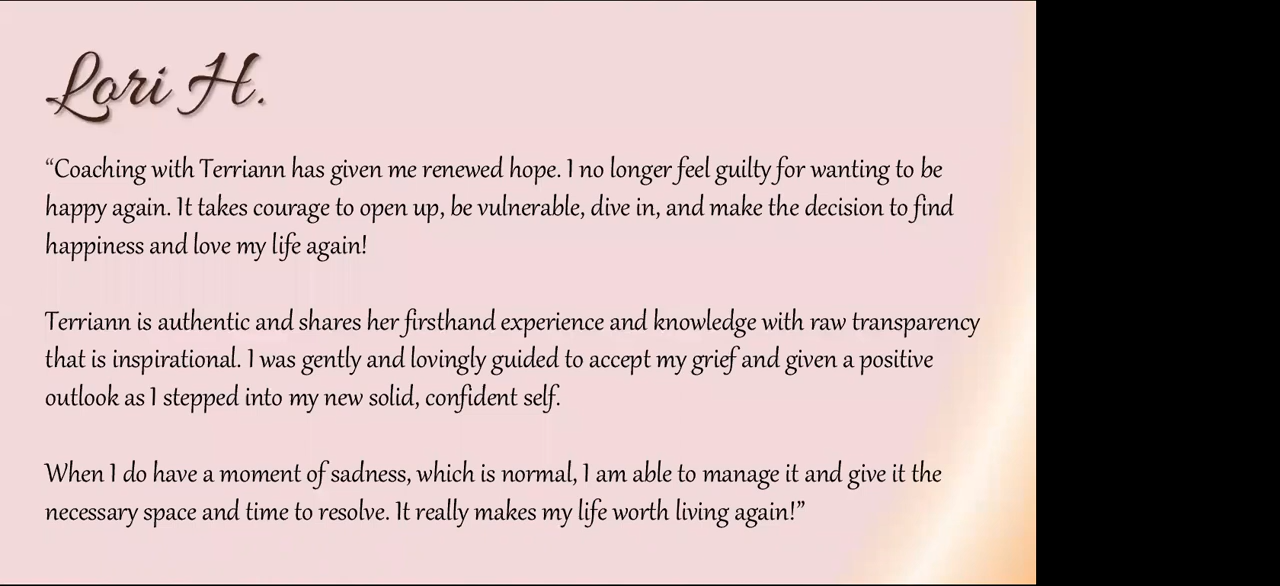 Lori H.
“Coaching with Terriann has given me renewed hope. I no longer feel guilty for wanting to be
happy again. It takes courage to open up, be vulnerable, dive in, and make the decision to find
happiness and love my life again!
Terriann is authentic and shares her firsthand experience and knowledge with raw transparency
that is inspirational. I was gently and lovingly guided to accept my grief and given a positive
outlook as I stepped into my new solid, confident self.
When I do have a moment of sadness, which is normal, I am able to manage it and give it the
necessary space and time to resolve. It really makes my life worth living again!”